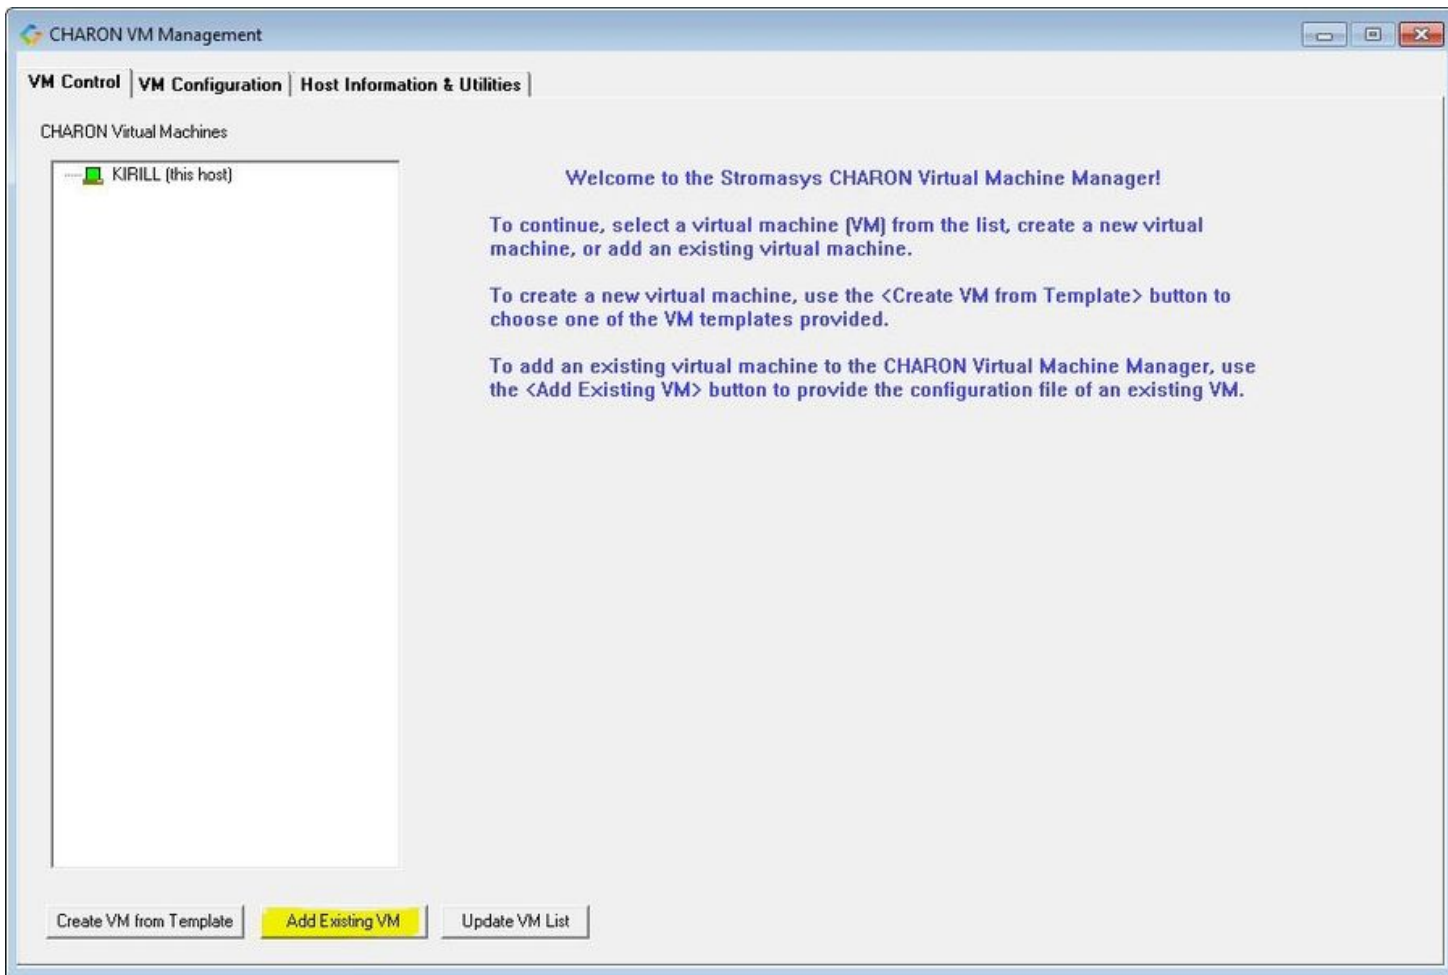 CHARON VM Management
VM Control VM Configuration Host Information & Utilities
CHARON Virtual Machines
KIRILL (this host)
Welcome to the Stromasys CHARON Virtual Machine Manager!
To continue, select a virtual machine (VM) from the list, create a new virtual
machine, or add an existing virtual machine.
To create a new virtual machine, use the <Create VM from Template> button to
choose one of the VM templates provided.
To add an existing virtual machine to the CHARON Virtual Machine Manager, use
the <Add Existing VM> button to provide the configuration file of an existing VM.
Create VM from Template Add Existing VM Update VM List